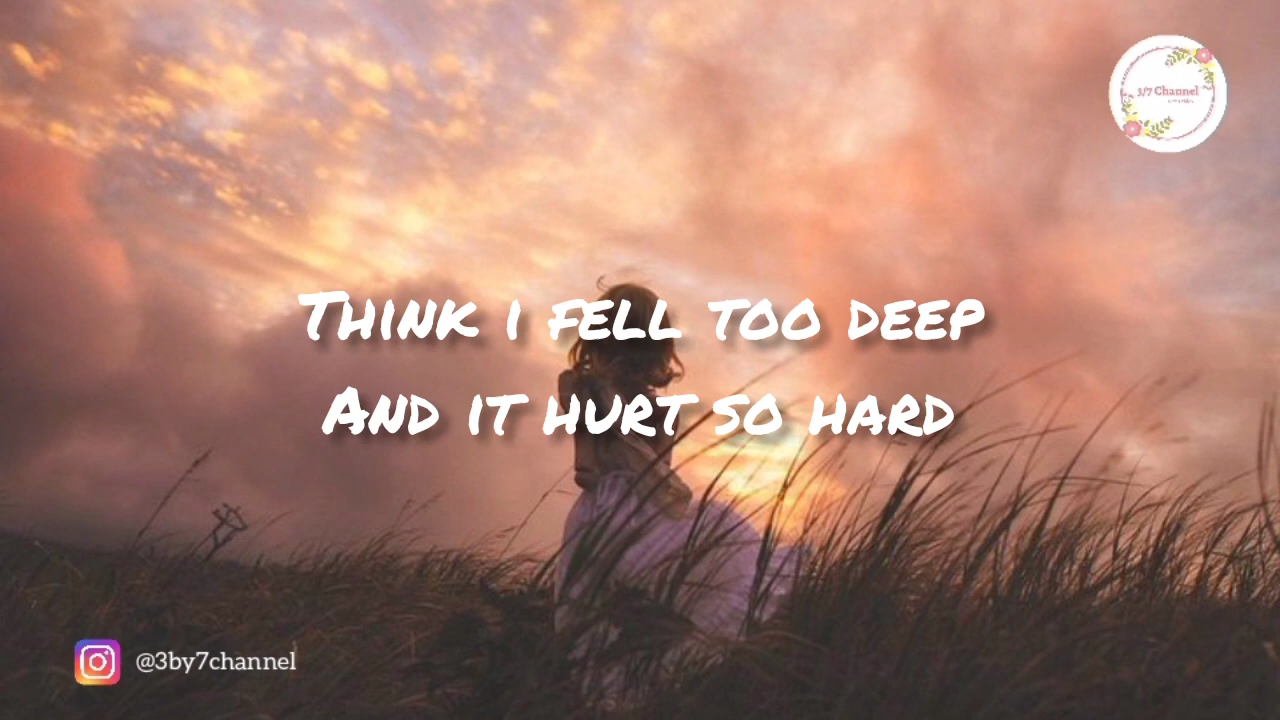 3/7 Channel
Think i fell too deep
And it hurt so hard
@3by7channel